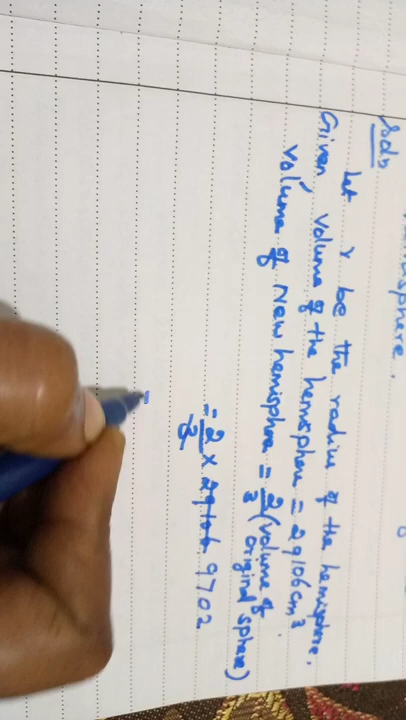 hemisphere.
Soln
Let r be the radius of the hemisphere.
Given, Volume of the hemisphere = 29106 cm³
Volume of New hemisphere = 2/3 (Volume of original sphere)
= 2/3 × 29106 9702
=